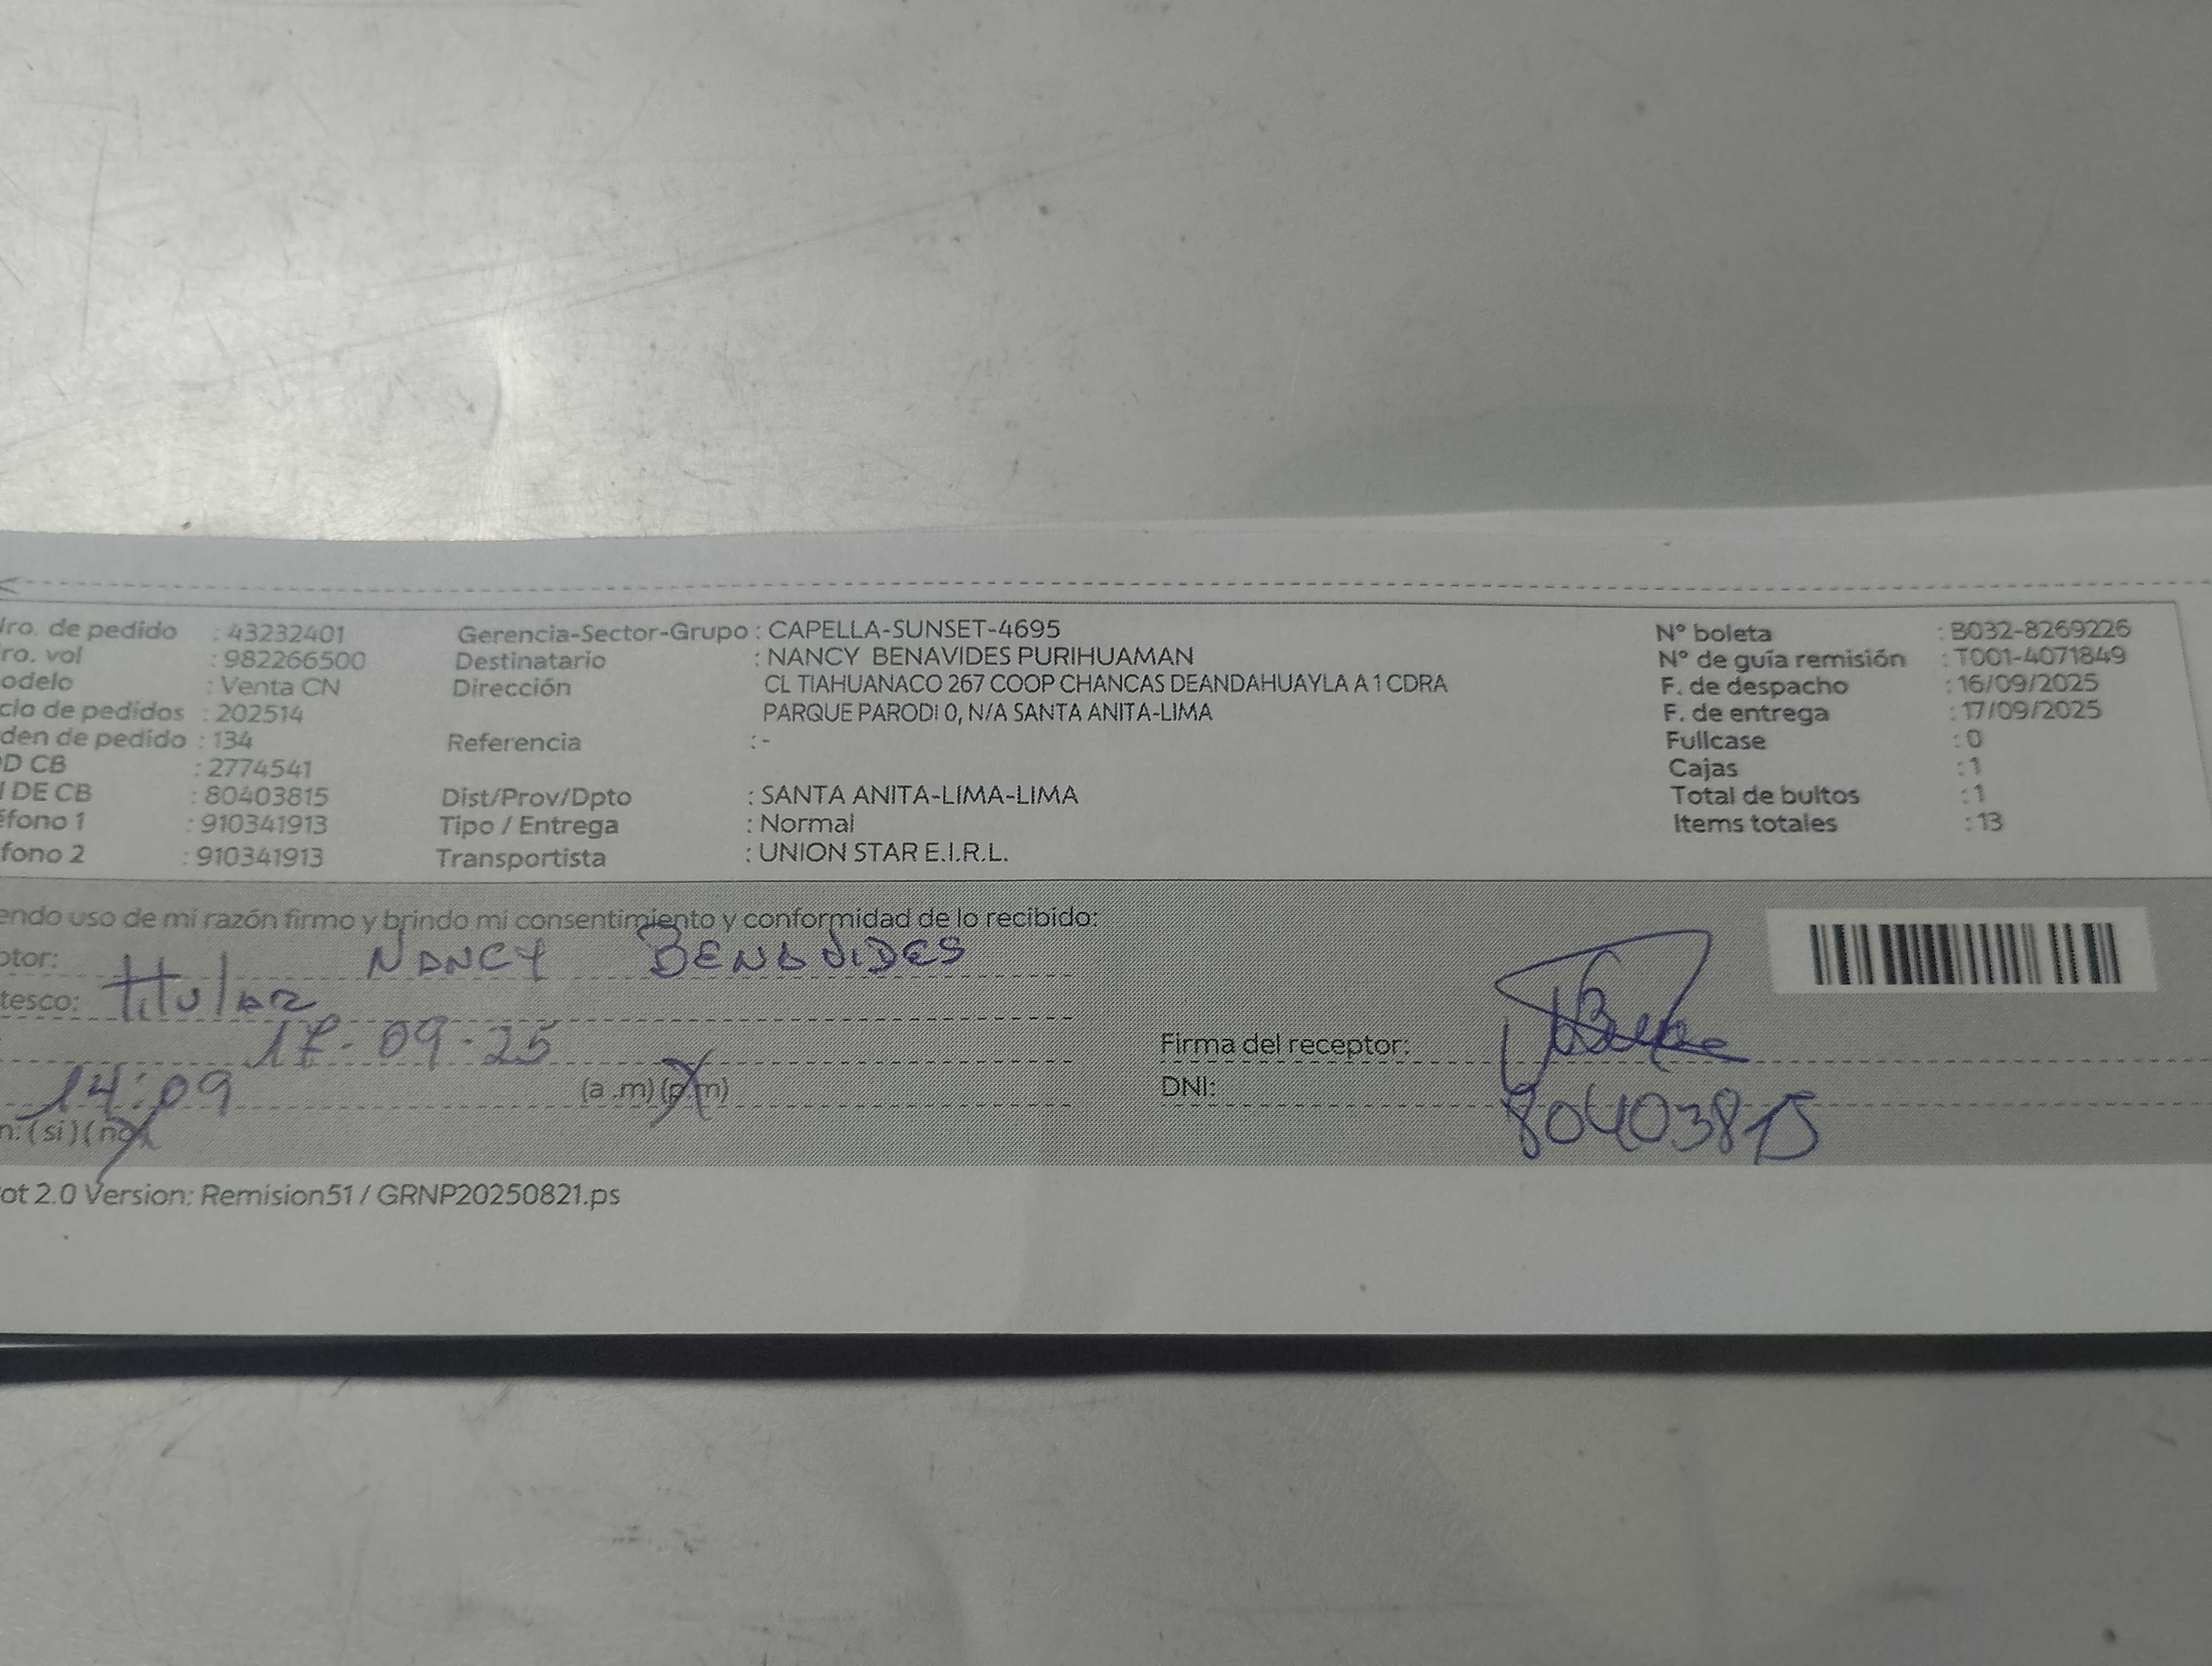 ro. de pedido : 43232401
ro. vol : 982266500
odelo : Venta CN
clo de pedidos : 202514
den de pedido : 134
D CB : 2774541
I DE CB : 80403815
éfono 1 : 910341913
fono 2 : 910341913
Gerencia-Sector-Grupo : CAPELLA-SUNSET-4695
Destinatario : NANCY BENAVIDES PURIHUAMAN
Dirección CL TIAHUANACO 267 COOP CHANCAS DEANDAHUAYLA A 1 CDRA
PARQUE PARODI 0, N/A SANTA ANITA-LIMA
Referencia : -
Dist/Prov/Dpto : SANTA ANITA-LIMA-LIMA
Tipo / Entrega : Normal
Transportista : UNION STAR E.I.R.L.
N° boleta : B032-8269226
N° de guía remisión : T001-4071849
F. de despacho : 16/09/2025
F. de entrega : 17/09/2025
Fullcase : 0
Cajas : 1
Total de bultos : 1
Items totales : 13
endo uso de mi razón firmo y brindo mi consentimiento y conformidad de lo recibido:
ptor: NANCY BENAVIDES
tesco: titular
17-09-25
14:09 (a .m) (p.m)
n: (si) (no)
Firma del receptor:
DNI: 80403815
ot 2.0 Version: Remision51 / GRNP20250821.ps